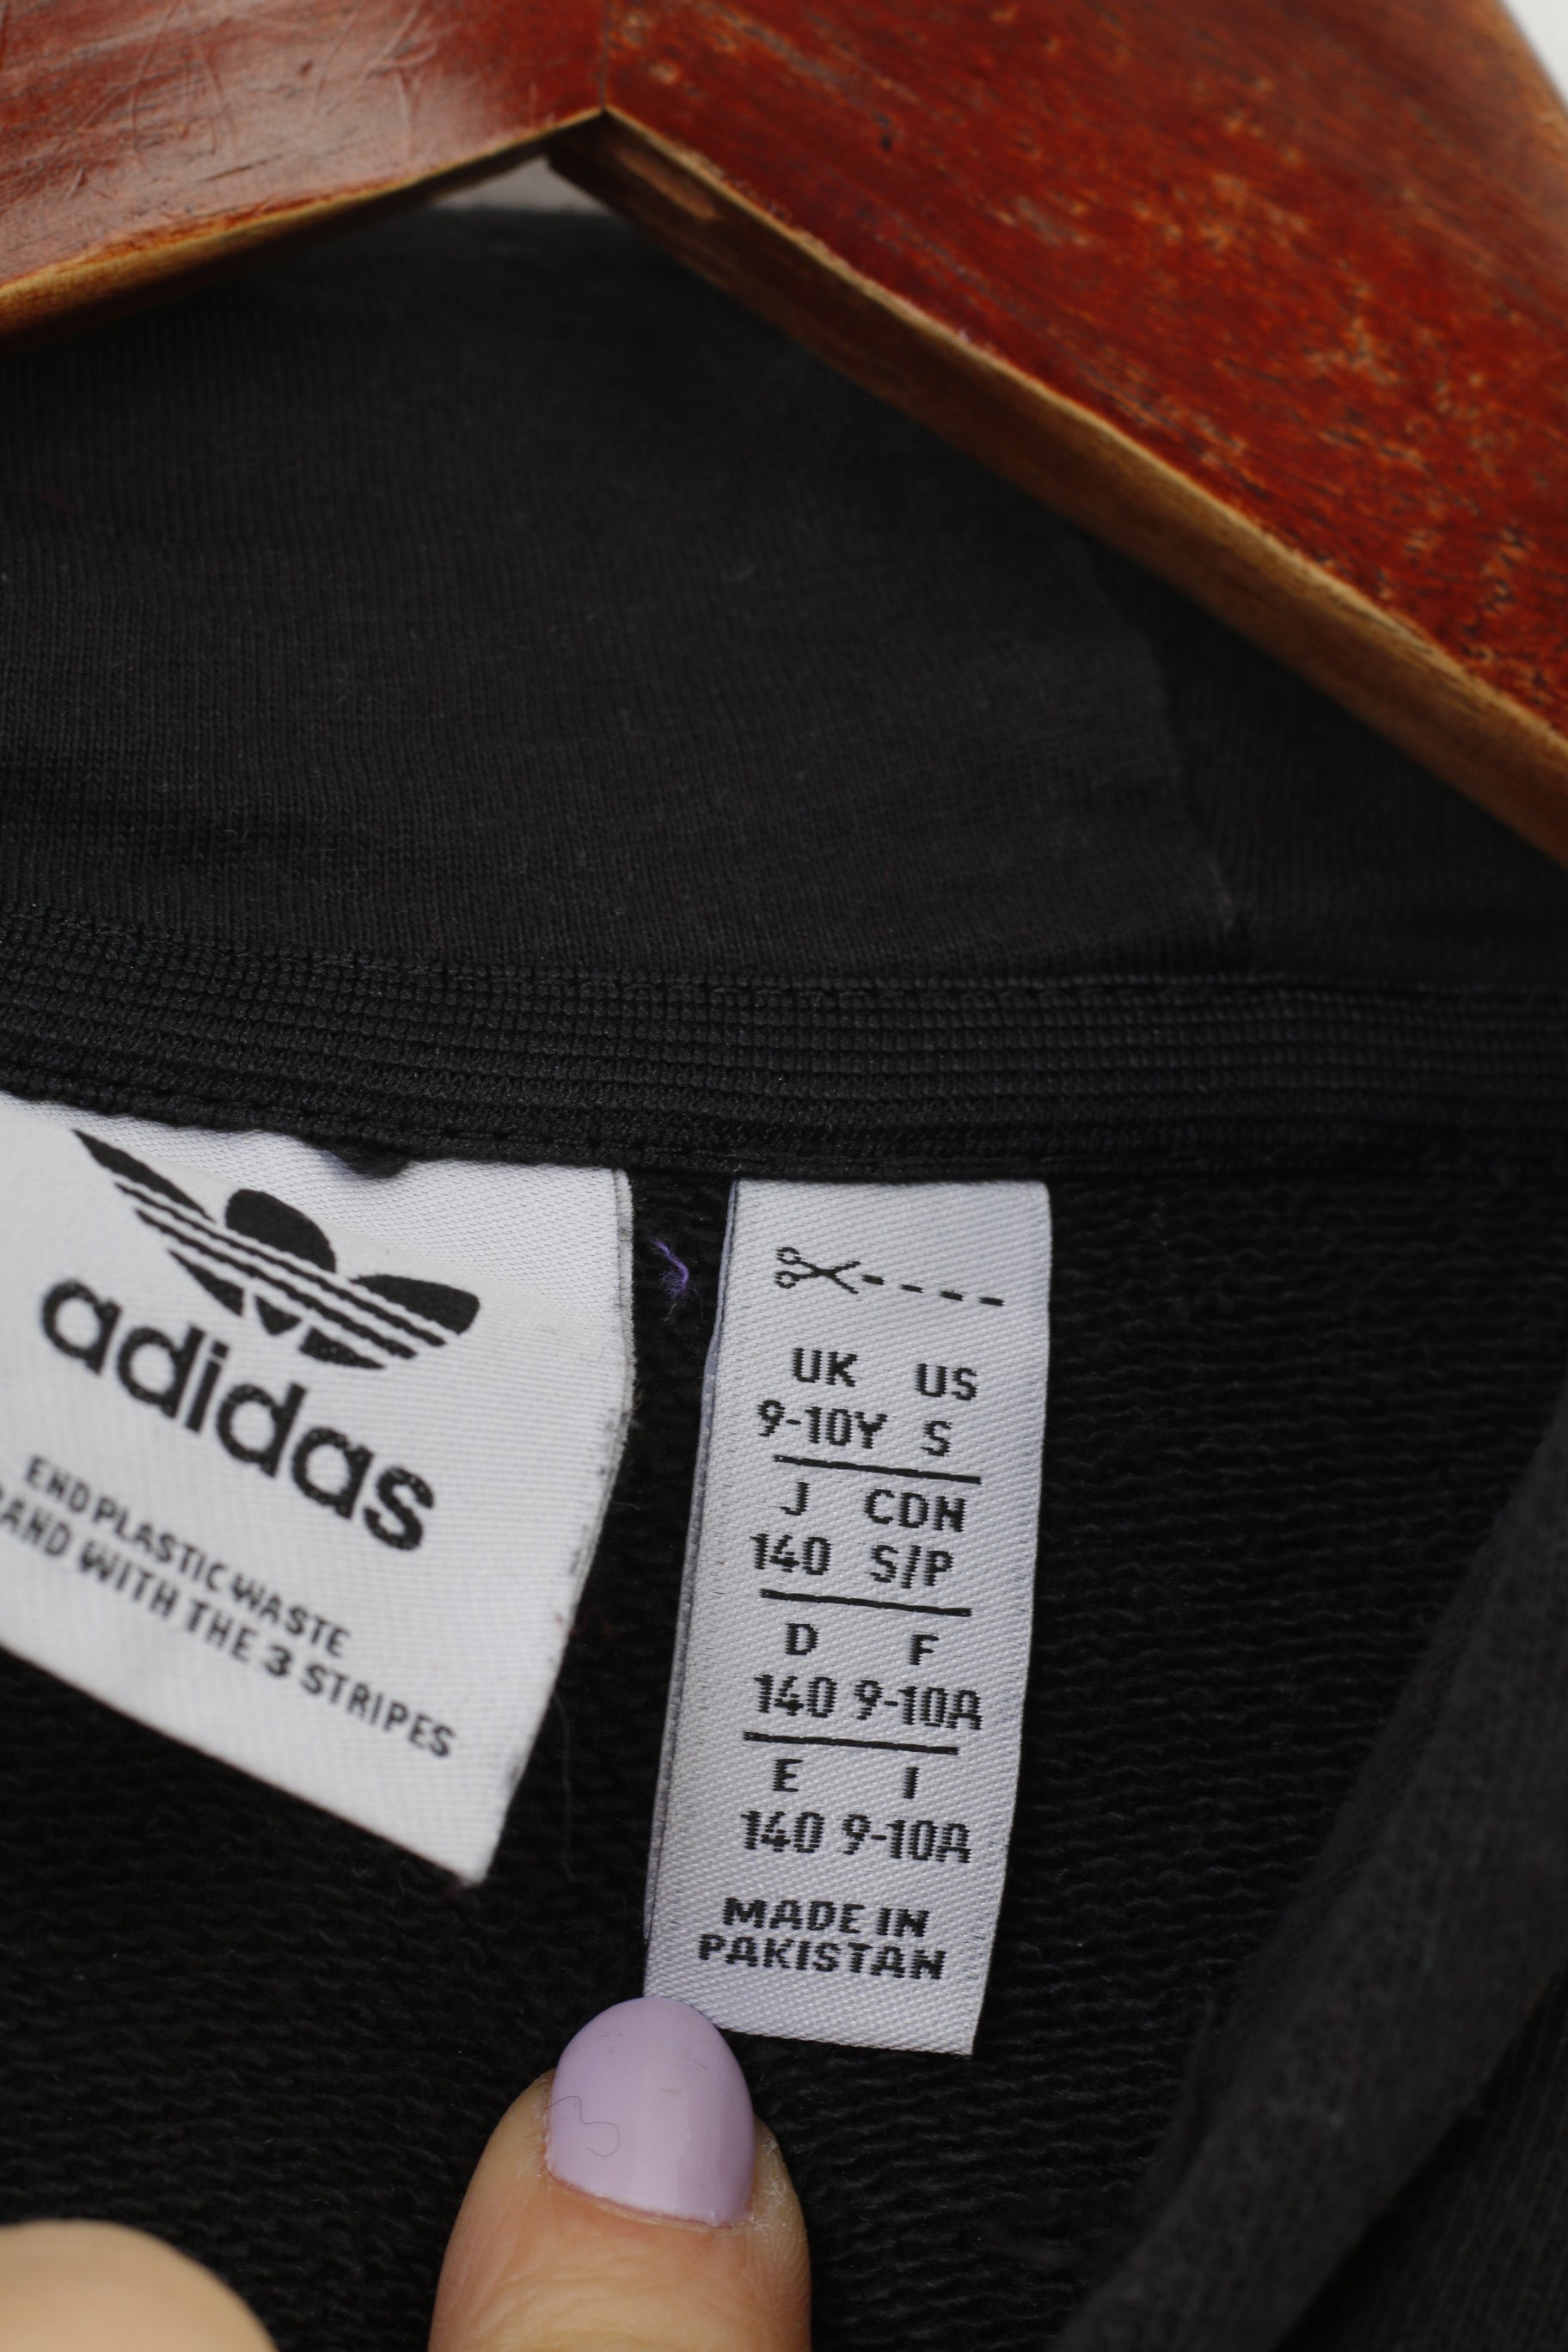 adidas
END PLASTIC WASTE
AND WITH THE 3 STRIPES
UK US
9-10Y S
J CDN
140 S/P
D F
140 9-10A
E I
140 9-10A
MADE IN
PAKISTAN